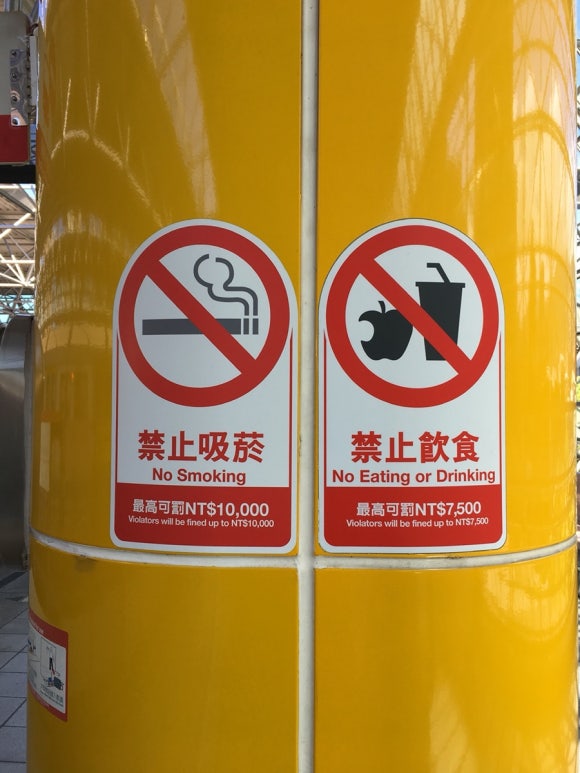 禁止吸菸
No Smoking
最高可罰NT$10,000
Violators will be fined up to NT$10,000
禁止飲食
No Eating or Drinking
最高可罰NT$7,500
Violators will be fined up to NT$7,500